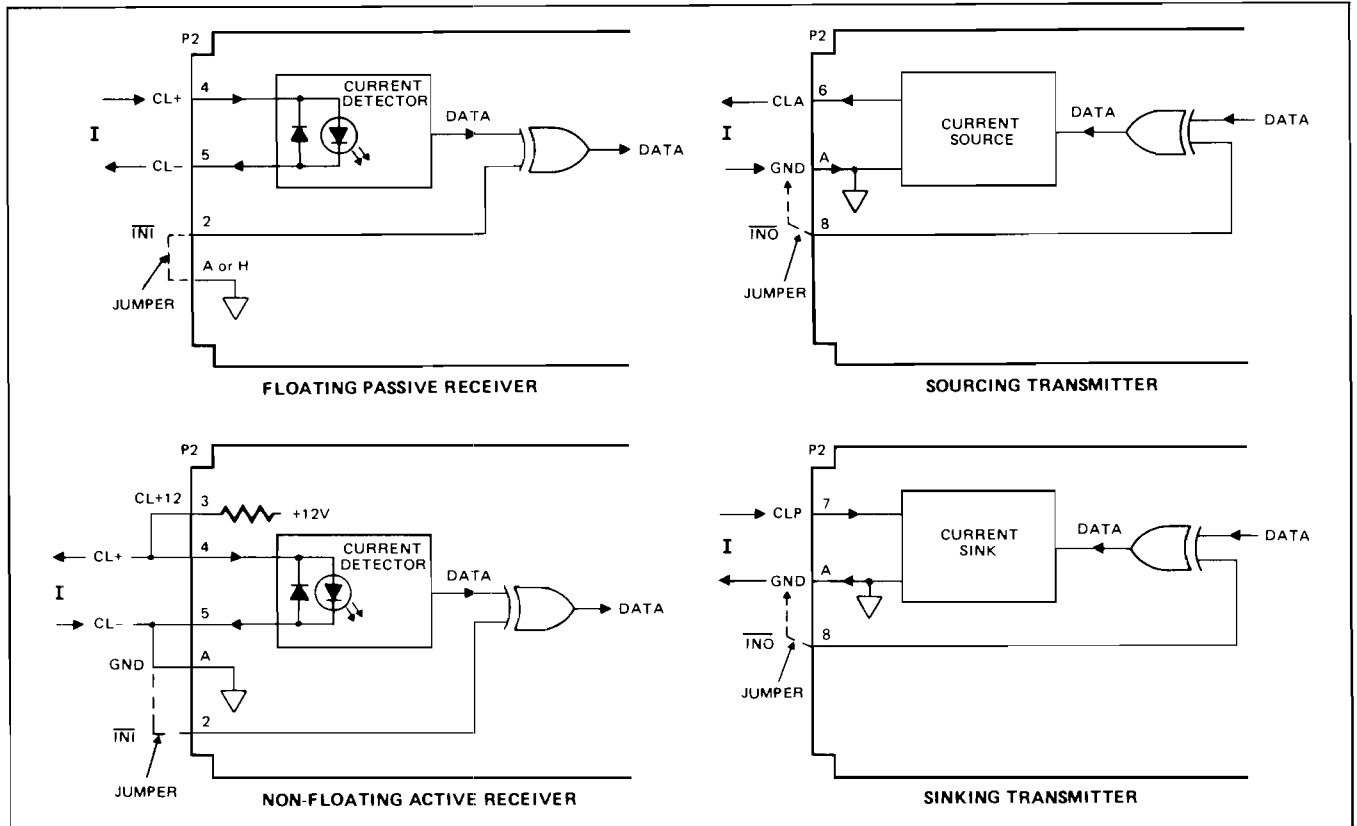 P2
4
CL+
I
CL−
5
CURRENT
DETECTOR
DATA
DATA
2
INI
A or H
JUMPER
FLOATING PASSIVE RECEIVER
P2
6
CLA
I
GND
A
CURRENT
SOURCE
DATA
DATA
INO
8
JUMPER
SOURCING TRANSMITTER
P2
CL+12
3
+12V
CL+
4
I
CL−
5
CURRENT
DETECTOR
DATA
DATA
GND
A
2
INI
JUMPER
NON-FLOATING ACTIVE RECEIVER
P2
7
CLP
I
GND
A
CURRENT
SINK
DATA
DATA
INO
8
JUMPER
SINKING TRANSMITTER